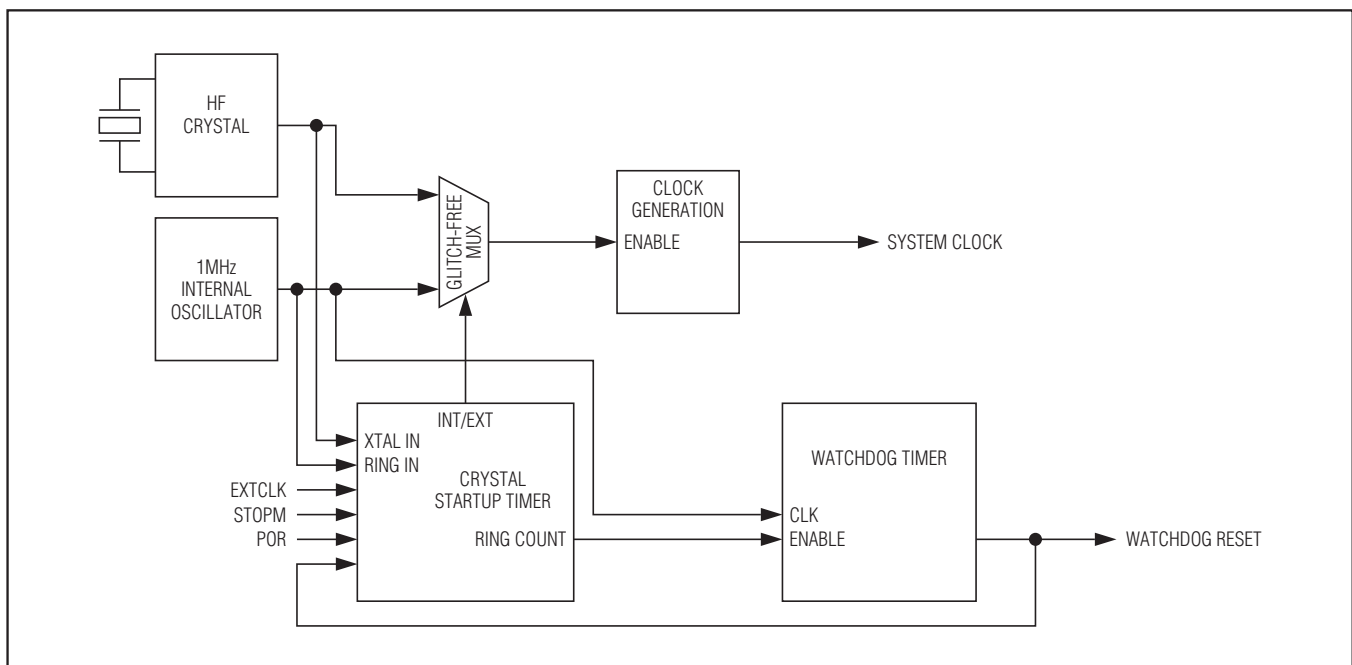 HF
CRYSTAL
1MHz
INTERNAL
OSCILLATOR
GLITCH-FREE
MUX
CLOCK
GENERATION
ENABLE
SYSTEM CLOCK
INT/EXT
XTAL IN
RING IN
EXTCLK
STOPM
POR
CRYSTAL
STARTUP TIMER
RING COUNT
WATCHDOG TIMER
CLK
ENABLE
WATCHDOG RESET